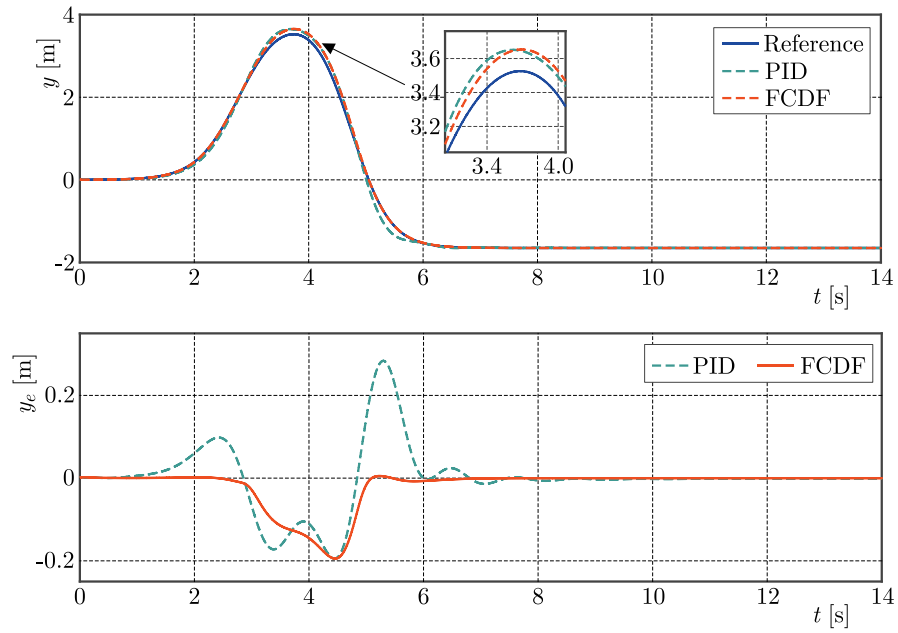 4
2
0
-2
y [m]
Reference
PID
FCDF
3.6
3.4
3.2
3.4 4.0
0 2 4 6 8 10 12 14
t [s]
0.2
0
-0.2
y_e [m]
PID FCDF
0 2 4 6 8 10 12 14
t [s]